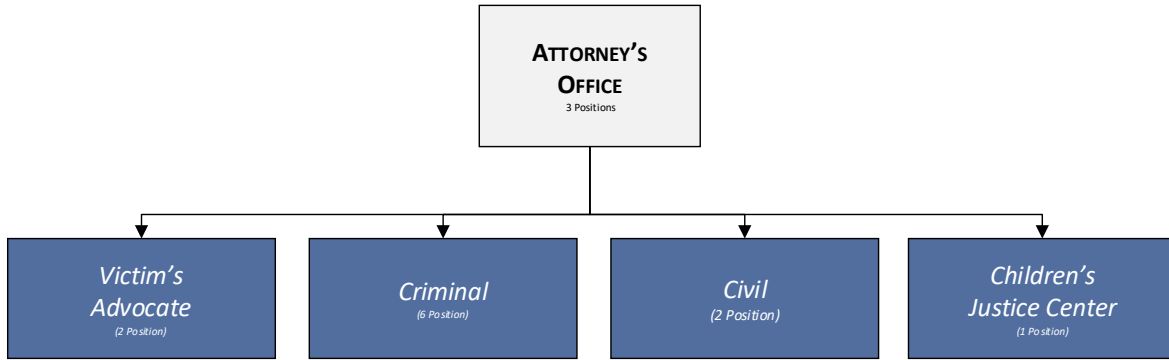 ATTORNEY'S
OFFICE
3 Positions
Victim's
Advocate
(2 Position)
Criminal
(6 Position)
Civil
(2 Position)
Children's
Justice Center
(1 Position)